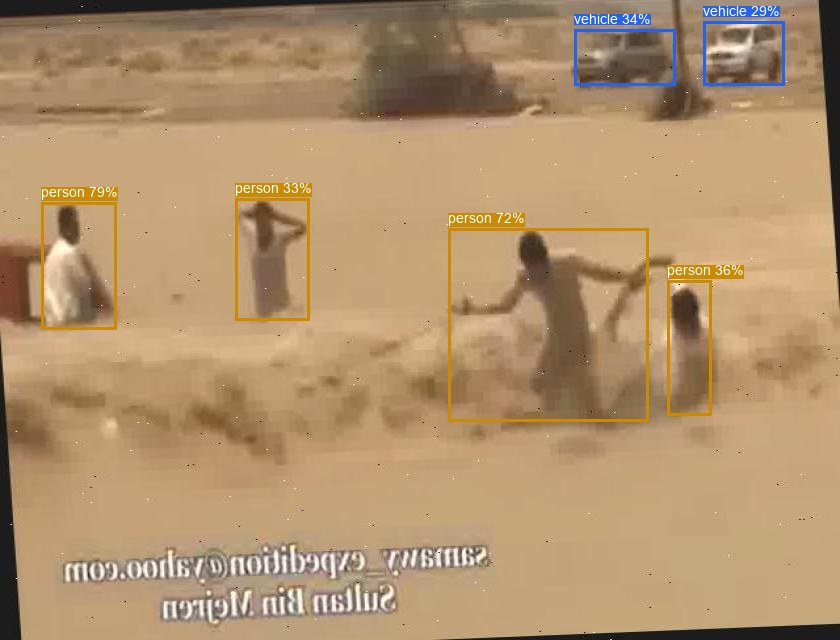 vehicle 34%
vehicle 29%
person 79%
person 33%
person 72%
person 36%
samawy_expedition@yahoo.com
Sultan Bin Mejren